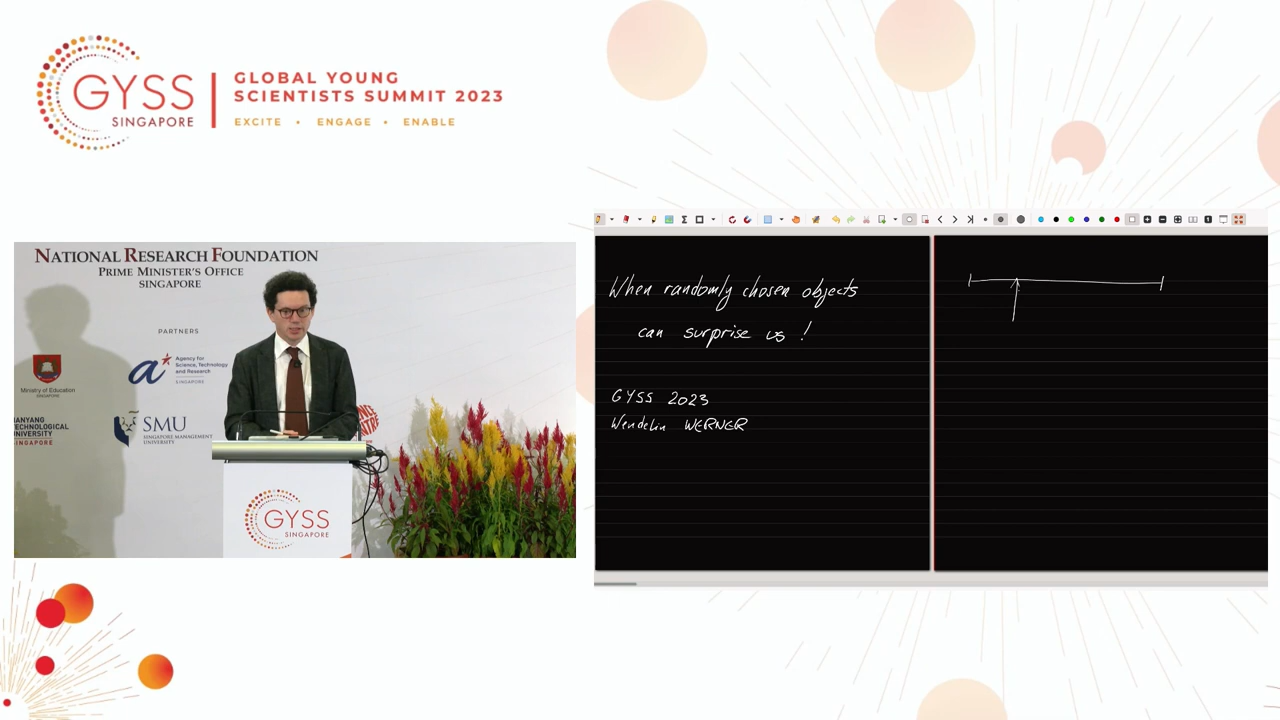 GYSS
SINGAPORE
GLOBAL YOUNG
SCIENTISTS SUMMIT 2023
EXCITE • ENGAGE • ENABLE
NATIONAL RESEARCH FOUNDATION
PRIME MINISTER'S OFFICE
SINGAPORE
PARTNERS
Ministry of Education
SINGAPORE
Agency for
Science, Technology
and Research
SINGAPORE
ANYANG
TECHNOLOGICAL
UNIVERSITY
SINGAPORE
SMU
SINGAPORE MANAGEMENT
UNIVERSITY
GYSS
SINGAPORE
When randomly chosen objects
can surprise us !
GYSS 2023
Wendelin WERNER